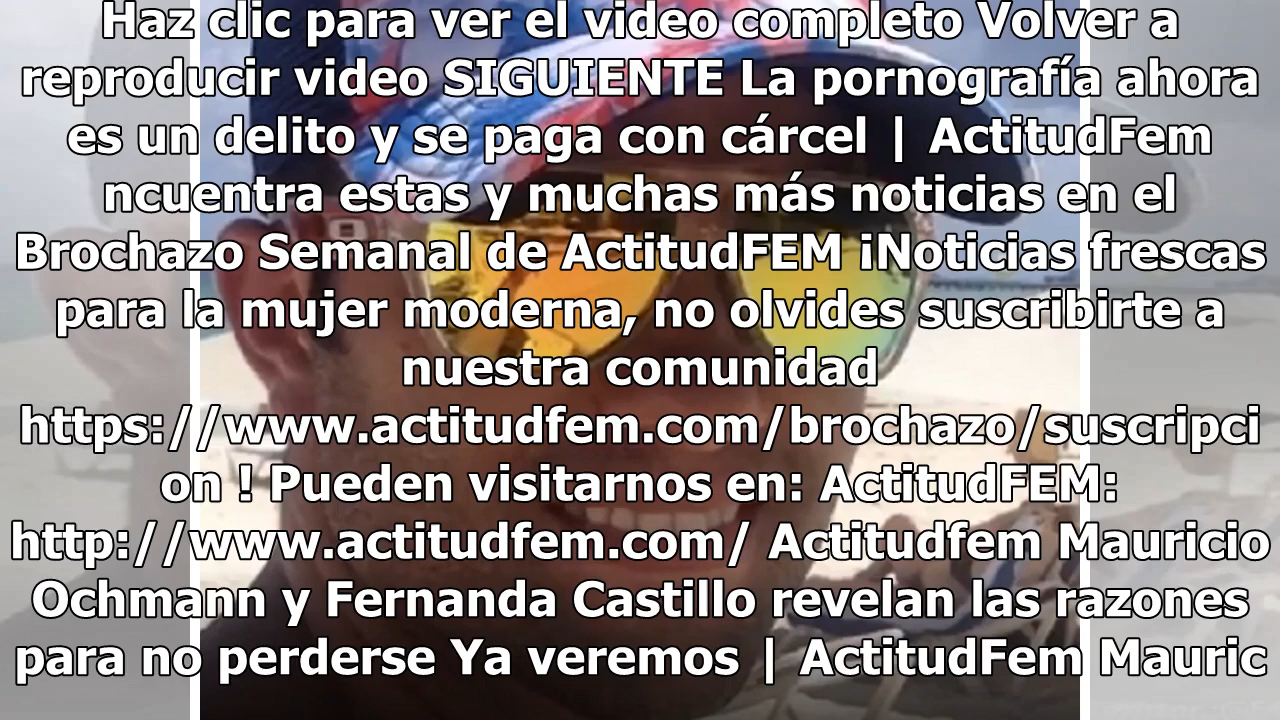 Haz clic para ver el video completo Volver a
reproducir video SIGUIENTE La pornografía ahora
es un delito y se paga con cárcel | ActitudFem
ncuentra estas y muchas más noticias en el
Brochazo Semanal de ActitudFEM ¡Noticias frescas
para la mujer moderna, no olvides suscribirte a
nuestra comunidad
https://www.actitudfem.com/brochazo/suscripci
on ! Pueden visitarnos en: ActitudFEM:
http://www.actitudfem.com/ Actitudfem Mauricio
Ochmann y Fernanda Castillo revelan las razones
para no perderse Ya veremos | ActitudFem Mauric